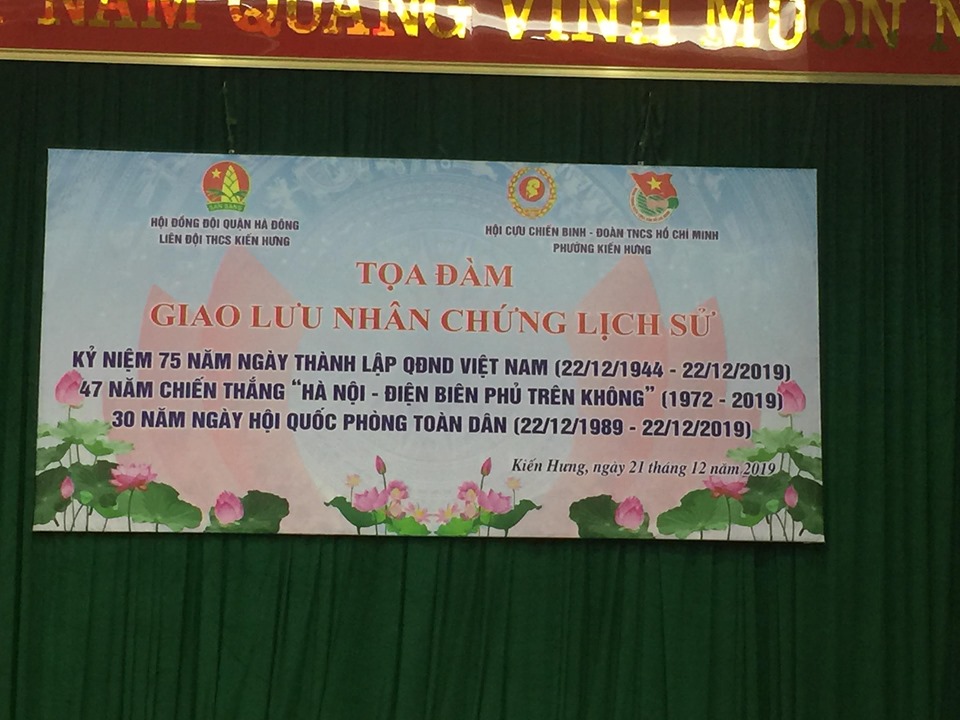 NĂM QUANG VINH MUÔN N
SẴN SÀNG
HỘI ĐỒNG ĐỘI QUẬN HÀ ĐÔNG
LIÊN ĐỘI THCS KIẾN HƯNG
HỘI CỰU CHIẾN BINH - ĐOÀN TNCS HỒ CHÍ MINH
PHƯỜNG KIẾN HƯNG
TỌA ĐÀM
GIAO LƯU NHÂN CHỨNG LỊCH SỬ
KỶ NIỆM 75 NĂM NGÀY THÀNH LẬP QĐND VIỆT NAM (22/12/1944 - 22/12/2019)
47 NĂM CHIẾN THẮNG "HÀ NỘI - ĐIỆN BIÊN PHỦ TRÊN KHÔNG" (1972 - 2019)
30 NĂM NGÀY HỘI QUỐC PHÒNG TOÀN DÂN (22/12/1989 - 22/12/2019)
Kiến Hưng, ngày 21 tháng 12 năm 2019